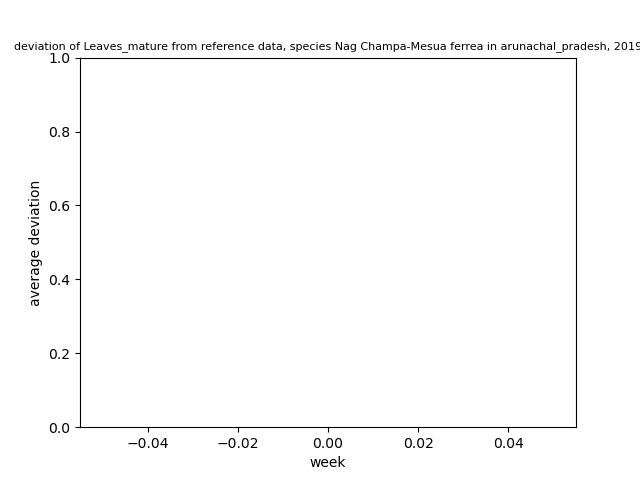 deviation of Leaves_mature from reference data, species Nag Champa-Mesua ferrea in arunachal_pradesh, 2019
1.0
0.8
0.6
0.4
0.2
0.0
average deviation
−0.04 −0.02 0.00 0.02 0.04
week